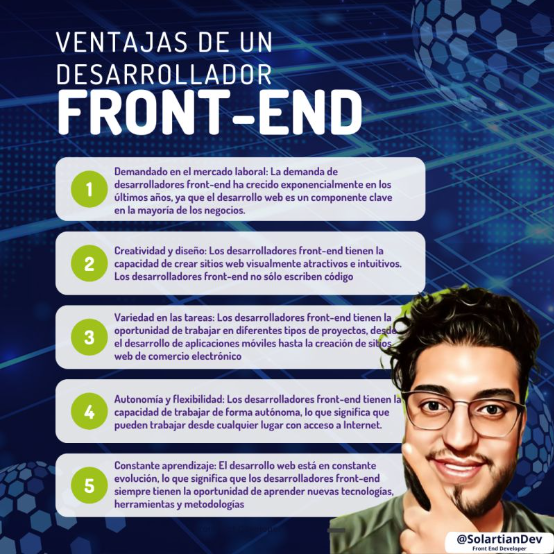 VENTAJAS DE UN
DESARROLLADOR
FRONT-END
1
Demandado en el mercado laboral: La demanda de
desarrolladores front-end ha crecido exponencialmente en los
últimos años, ya que el desarrollo web es un componente clave
en la mayoría de los negocios.
2
Creatividad y diseño: Los desarrolladores front-end tienen la
capacidad de crear sitios web visualmente atractivos e intuitivos.
Los desarrolladores front-end no sólo escriben código
3
Variedad en las tareas: Los desarrolladores front-end tienen la
oportunidad de trabajar en diferentes tipos de proyectos, desde
el desarrollo de aplicaciones móviles hasta la creación de sitios
web de comercio electrónico
4
Autonomía y flexibilidad: Los desarrolladores front-end tienen la
capacidad de trabajar de forma autónoma, lo que significa que
pueden trabajar desde cualquier lugar con acceso a Internet.
5
Constante aprendizaje: El desarrollo web está en constante
evolución, lo que significa que los desarrolladores front-end
siempre tienen la oportunidad de aprender nuevas tecnologías,
herramientas y metodologías
@SolartianDev
Front End Developer